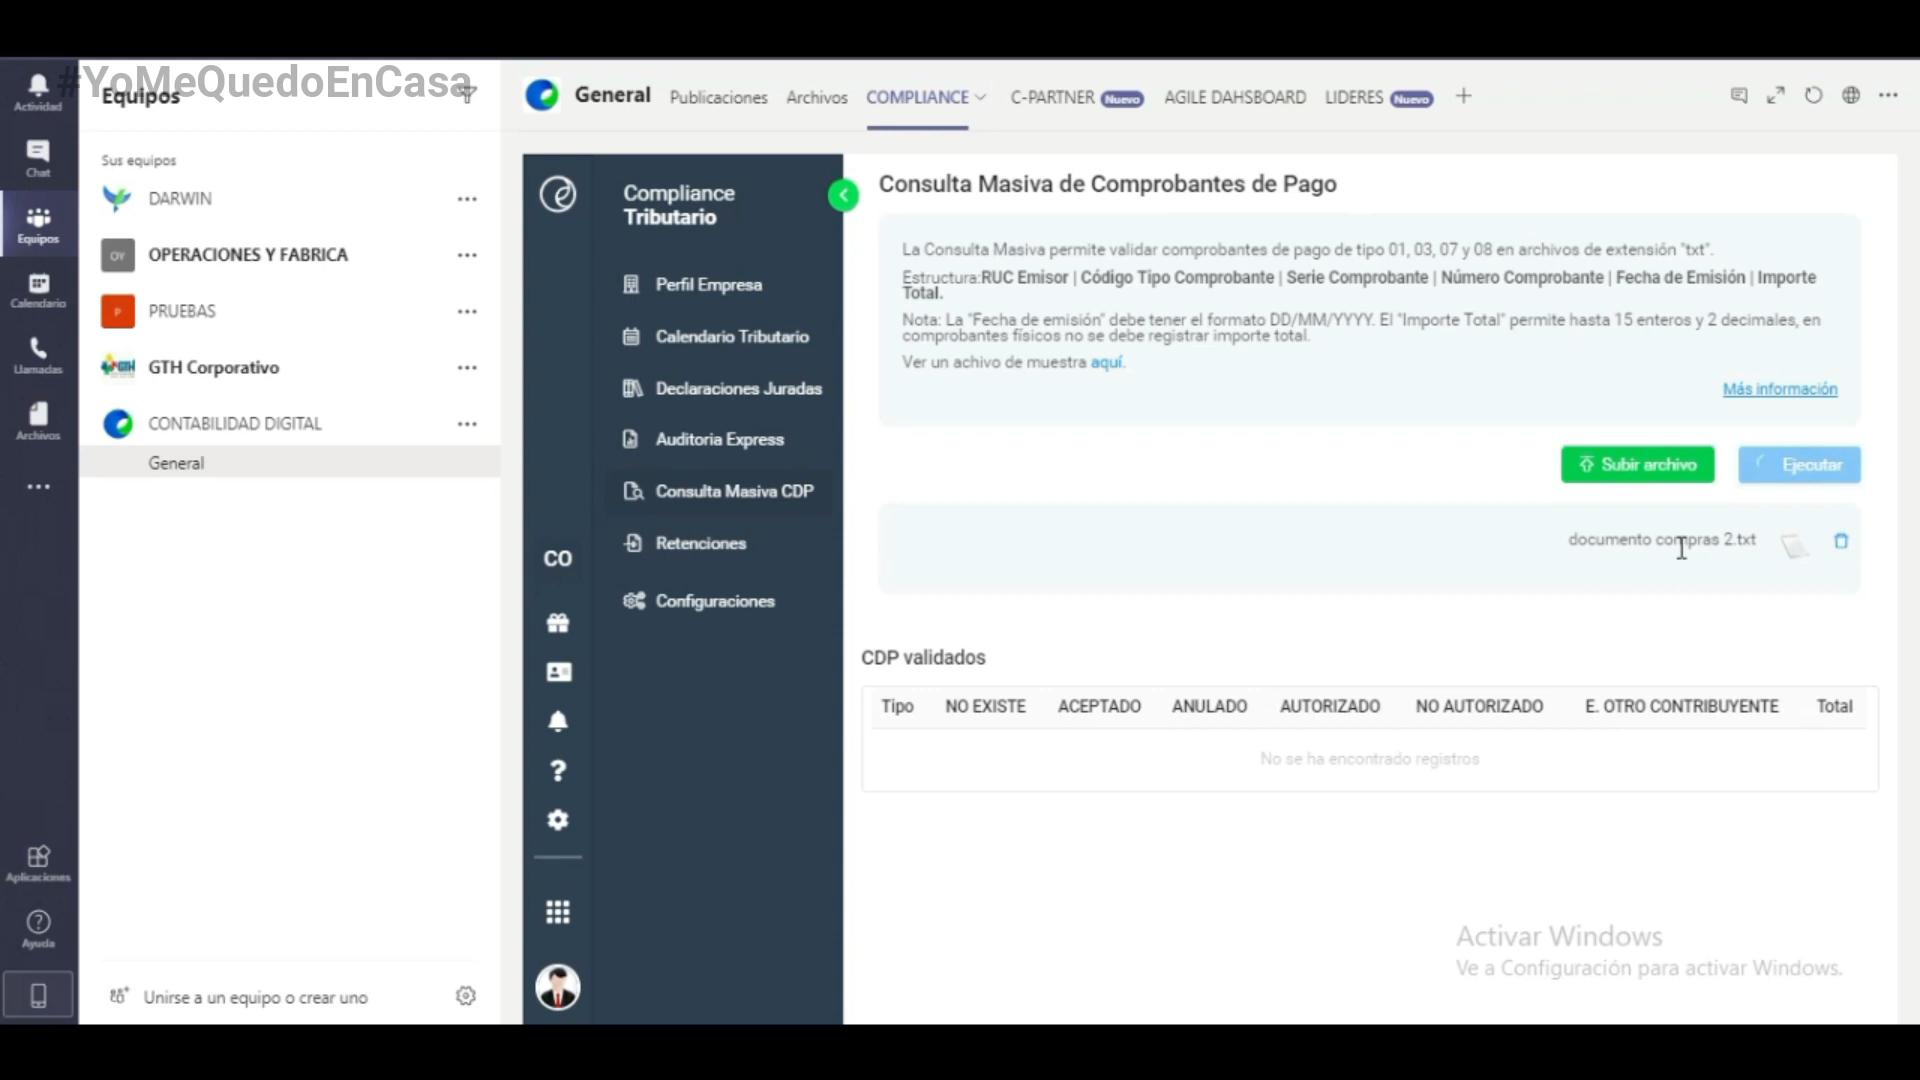 #YoMeQuedoEnCasa
Actividad
Chat
Equipos
Calendario
Llamadas
Archivos
Aplicaciones
Ayuda
Equipos
Sus equipos
DARWIN
OY
OPERACIONES Y FABRICA
P
PRUEBAS
GTH
GTH Corporativo
CONTABILIDAD DIGITAL
General
Unirse a un equipo o crear uno
General Publicaciones Archivos COMPLIANCE C-PARTNER Nuevo AGILE DAHSBOARD LIDERES Nuevo
CO
Compliance
Tributario
Perfil Empresa
Calendario Tributario
Declaraciones Juradas
Auditoria Express
Consulta Masiva CDP
Retenciones
Configuraciones
Consulta Masiva de Comprobantes de Pago
La Consulta Masiva permite validar comprobantes de pago de tipo 01, 03, 07 y 08 en archivos de extensión "txt".
Estructura:RUC Emisor | Código Tipo Comprobante | Serie Comprobante | Número Comprobante | Fecha de Emisión | Importe
Total.
Nota: La "Fecha de emisión" debe tener el formato DD/MM/YYYY. El "Importe Total" permite hasta 15 enteros y 2 decimales, en
comprobantes físicos no se debe registrar importe total.
Ver un achivo de muestra aquí.
Más información
Subir archivo
Ejecutar
documento compras 2.txt
CDP validados
Tipo NO EXISTE ACEPTADO ANULADO AUTORIZADO NO AUTORIZADO E. OTRO CONTRIBUYENTE Total
No se ha encontrado registros
Activar Windows
Ve a Configuración para activar Windows.